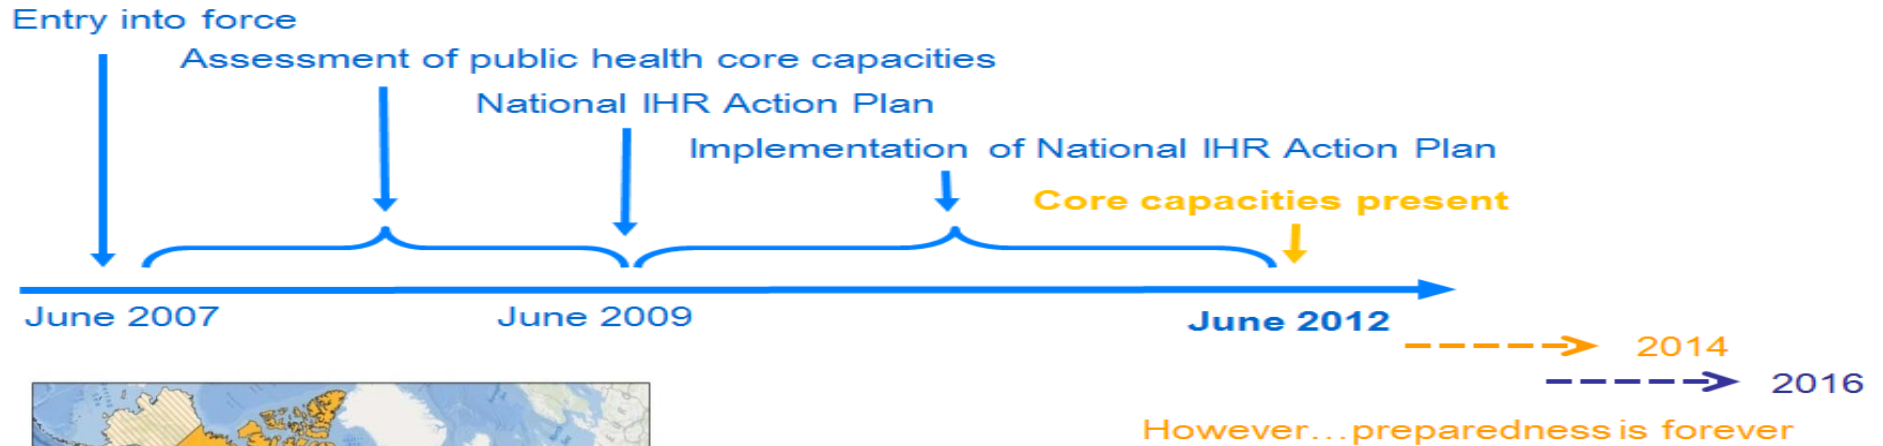 Entry into force
Assessment of public health core capacities
National IHR Action Plan
Implementation of National IHR Action Plan
Core capacities present
June 2007
June 2009
June 2012
2014
2016
However...preparedness is forever